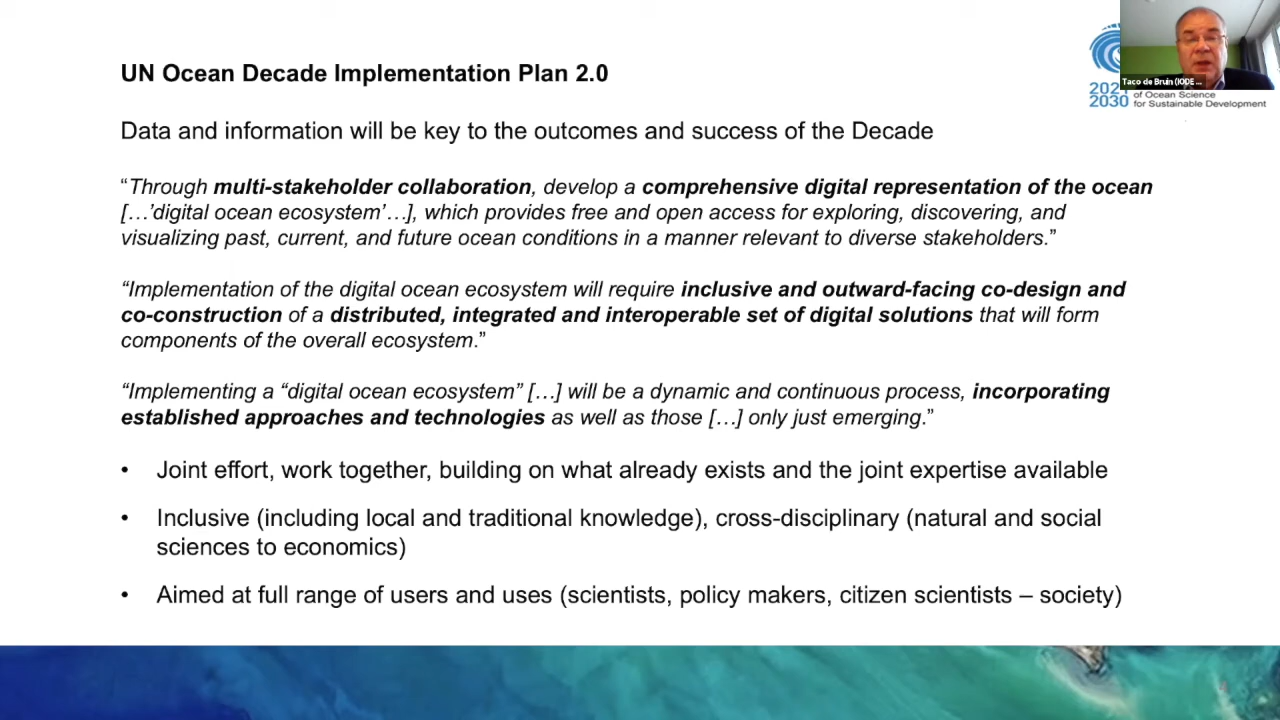 UN Ocean Decade Implementation Plan 2.0
Data and information will be key to the outcomes and success of the Decade
“Through multi-stakeholder collaboration, develop a comprehensive digital representation of the ocean
[…’digital ocean ecosystem’…], which provides free and open access for exploring, discovering, and
visualizing past, current, and future ocean conditions in a manner relevant to diverse stakeholders.”
“Implementation of the digital ocean ecosystem will require inclusive and outward-facing co-design and
co-construction of a distributed, integrated and interoperable set of digital solutions that will form
components of the overall ecosystem.”
“Implementing a “digital ocean ecosystem” […] will be a dynamic and continuous process, incorporating
established approaches and technologies as well as those […] only just emerging.”
• Joint effort, work together, building on what already exists and the joint expertise available
• Inclusive (including local and traditional knowledge), cross-disciplinary (natural and social
sciences to economics)
• Aimed at full range of users and uses (scientists, policy makers, citizen scientists – society)
Taco de Bruin (IODE ...
2021
2030
of Ocean Science
for Sustainable Development